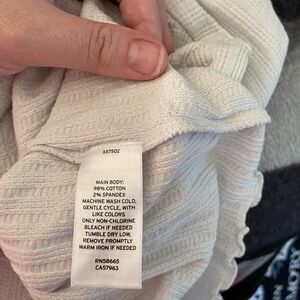 XX7502
MAIN BODY:
98% COTTON
2% SPANDEX
MACHINE WASH COLD,
GENTLE CYCLE, WITH
LIKE COLORS
ONLY NON-CHLORINE
BLEACH IF NEEDED
TUMBLE DRY LOW,
REMOVE PROMPTLY
WARM IRON IF NEEDED
RN58665
CA57963